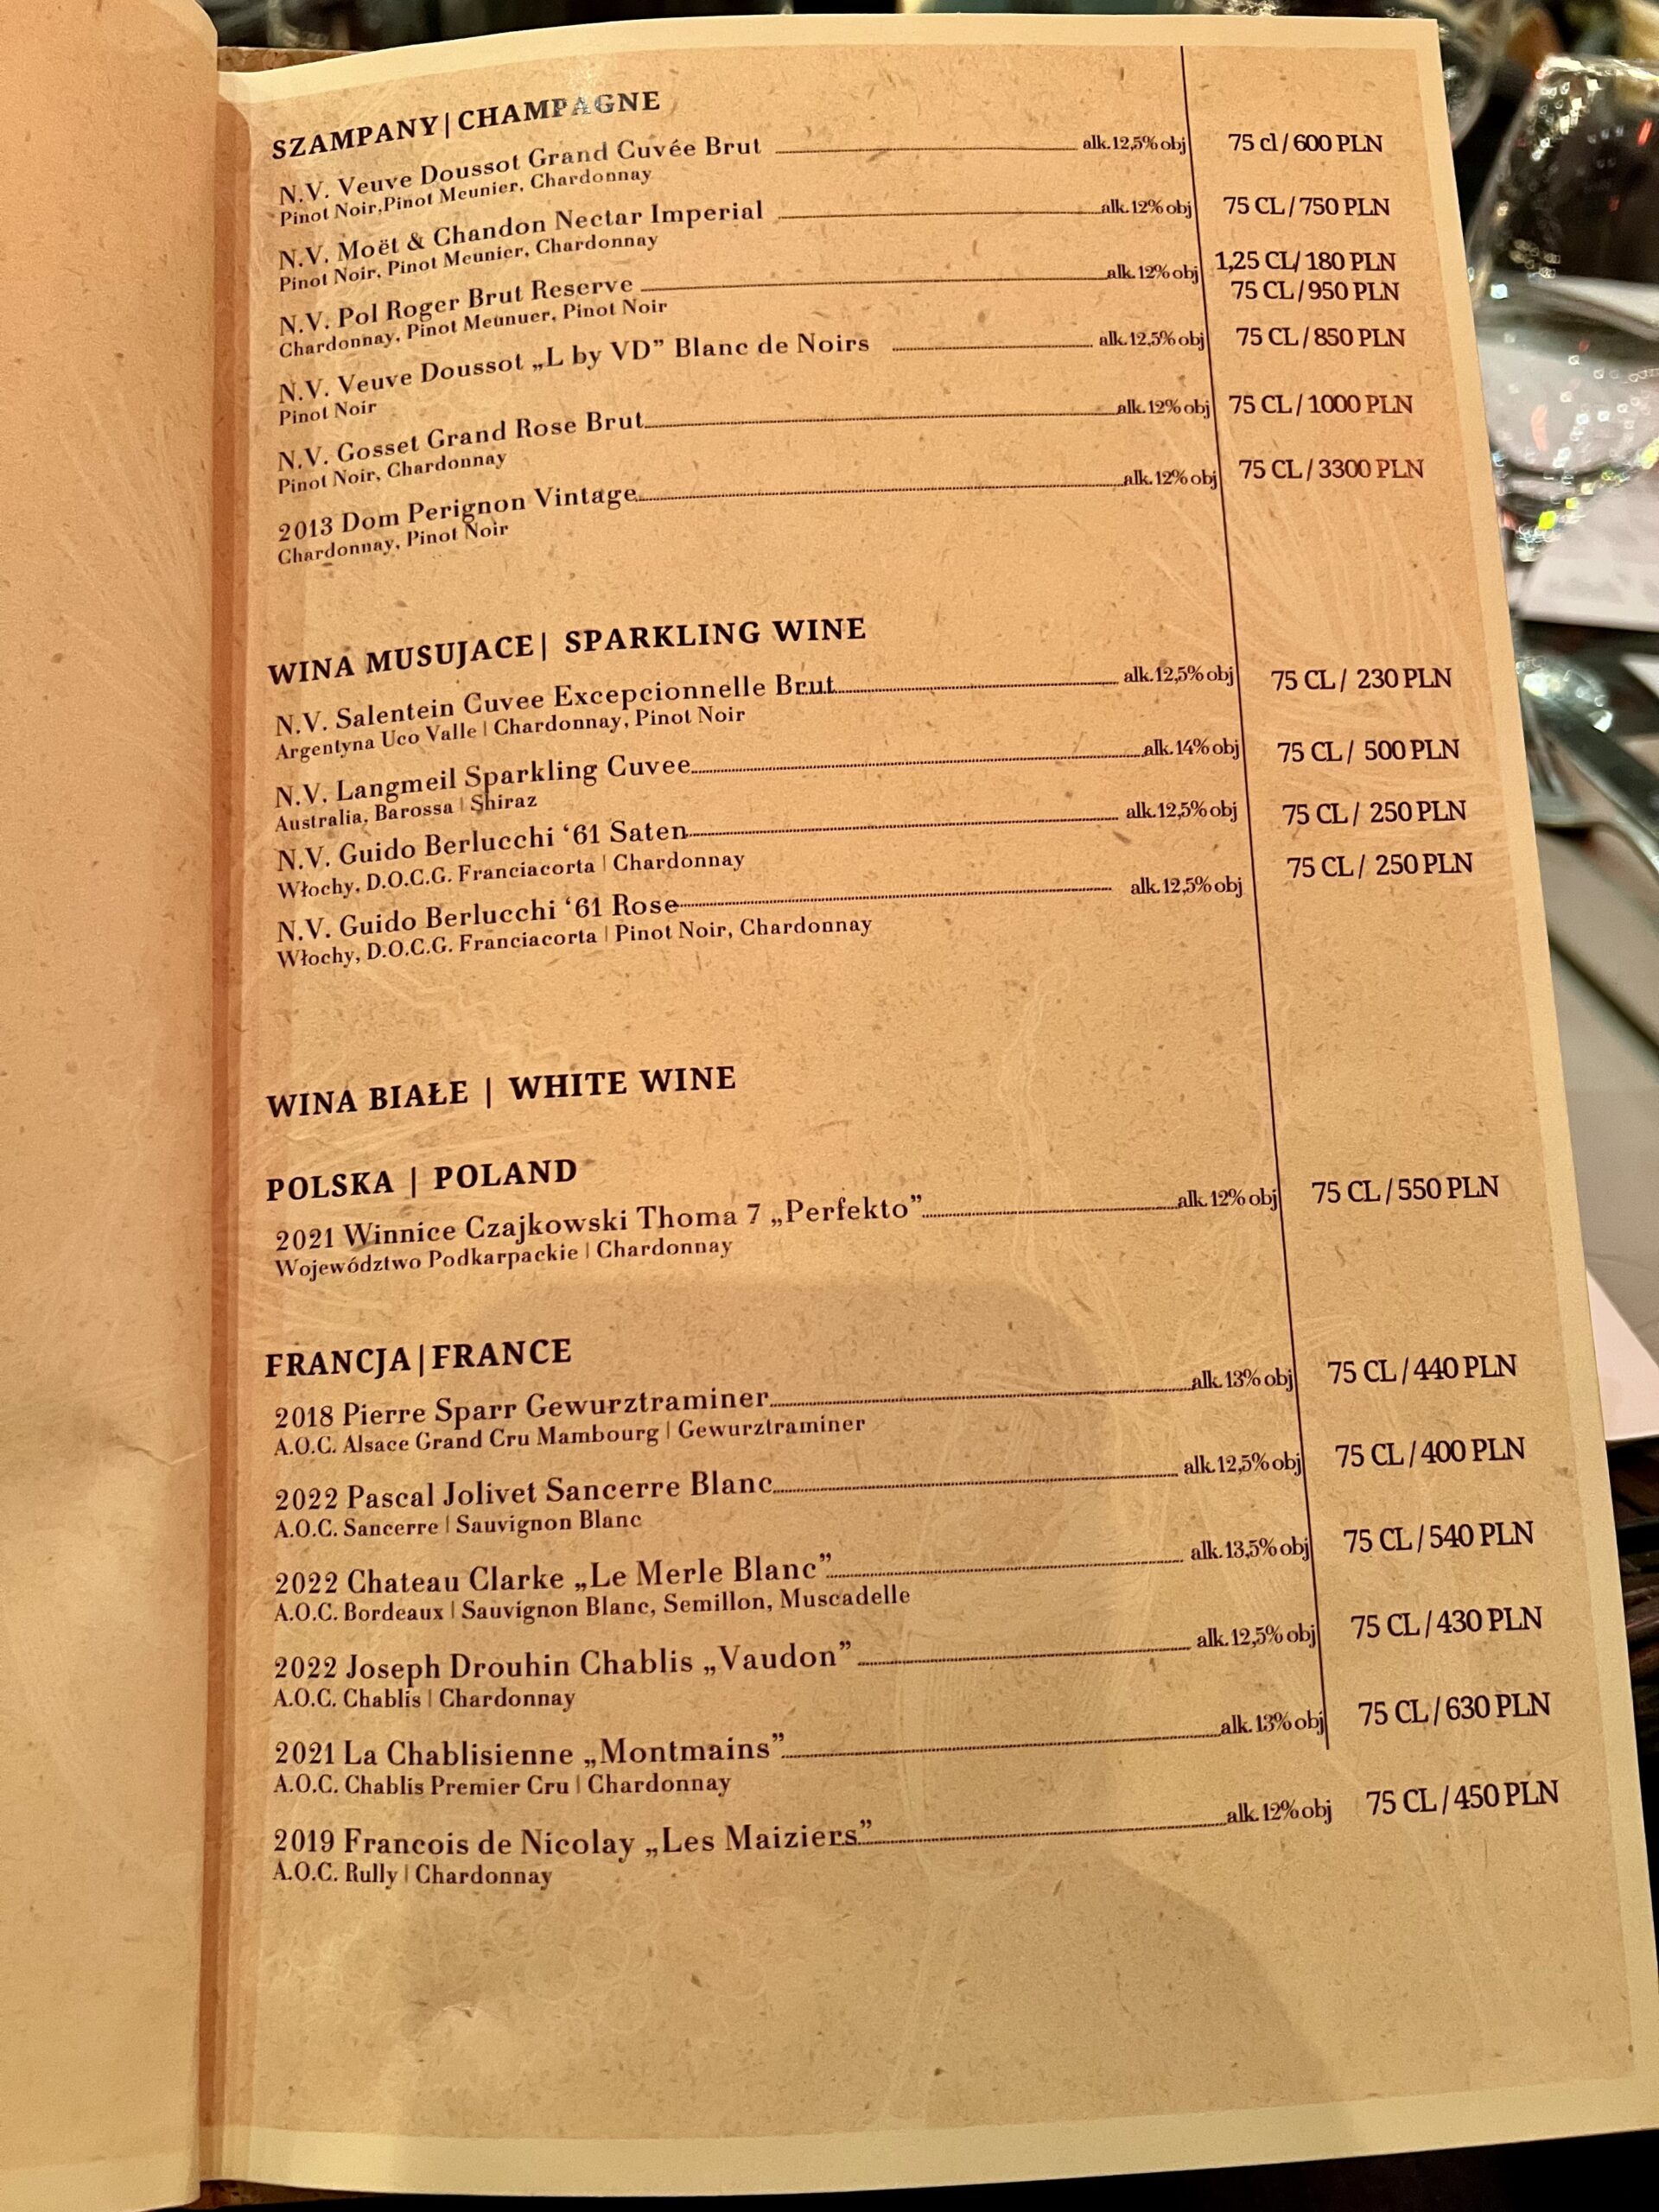 SZAMPANY|CHAMPAGNE
N.V. Veuve Doussot Grand Cuvée Brut alk.12,5% obj 75 cl / 600 PLN
Pinot Noir,Pinot Meunier, Chardonnay
N.V. Moët & Chandon Nectar Imperial alk.12% obj 75 CL / 750 PLN
Pinot Noir, Pinot Meunier, Chardonnay
1,25 CL/ 180 PLN
N.V. Pol Roger Brut Reserve alk.12% obj 75 CL / 950 PLN
Chardonnay, Pinot Meunuer, Pinot Noir
N.V. Veuve Doussot „L by VD” Blanc de Noirs alk.12,5% obj 75 CL / 850 PLN
Pinot Noir
N.V. Gosset Grand Rose Brut alk.12% obj 75 CL / 1000 PLN
Pinot Noir, Chardonnay
2013 Dom Perignon Vintage alk.12% obj 75 CL / 3300 PLN
Chardonnay, Pinot Noir
WINA MUSUJACE| SPARKLING WINE
N.V. Salentein Cuvee Excepcionnelle Brut alk.12,5% obj 75 CL / 230 PLN
Argentyna Uco Valle | Chardonnay, Pinot Noir
N.V. Langmeil Sparkling Cuvee alk.14% obj 75 CL / 500 PLN
Australia, Barossa | Shiraz
N.V. Guido Berlucchi ‘61 Saten alk.12,5% obj 75 CL / 250 PLN
Włochy, D.O.C.G. Franciacorta | Chardonnay
N.V. Guido Berlucchi ‘61 Rose alk.12,5% obj 75 CL / 250 PLN
Włochy, D.O.C.G. Franciacorta | Pinot Noir, Chardonnay
WINA BIAŁE | WHITE WINE
POLSKA | POLAND
2021 Winnice Czajkowski Thoma 7 „Perfekto” alk.12% obj 75 CL / 550 PLN
Województwo Podkarpackie | Chardonnay
FRANCJA|FRANCE
2018 Pierre Sparr Gewurztraminer alk.13% obj 75 CL / 440 PLN
A.O.C. Alsace Grand Cru Mambourg | Gewurztraminer
2022 Pascal Jolivet Sancerre Blanc alk.12,5% obj 75 CL / 400 PLN
A.O.C. Sancerre | Sauvignon Blanc
2022 Chateau Clarke „Le Merle Blanc” alk.13,5% obj 75 CL / 540 PLN
A.O.C. Bordeaux | Sauvignon Blanc, Semillon, Muscadelle
2022 Joseph Drouhin Chablis „Vaudon” alk.12,5% obj 75 CL / 430 PLN
A.O.C. Chablis | Chardonnay
2021 La Chablisienne „Montmains” alk.13% obj 75 CL / 630 PLN
A.O.C. Chablis Premier Cru | Chardonnay
2019 Francois de Nicolay „Les Maiziers” alk.12% obj 75 CL / 450 PLN
A.O.C. Rully | Chardonnay